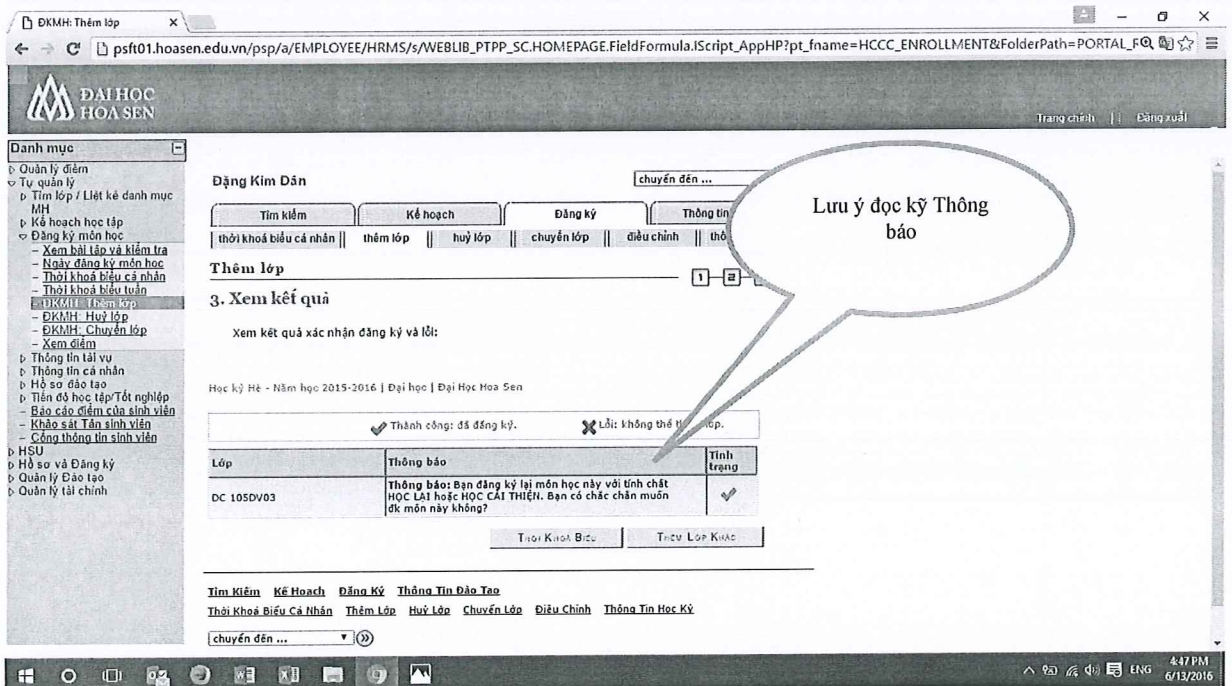 ĐKMH: Thêm lớp
psft01.hoasen.edu.vn/psp/a/EMPLOYEE/HRMS/s/WEBLIB_PTPP_SC.HOMEPAGE.FieldFormula.IScript_AppHP?pt_fname=HCCC_ENROLLMENT&FolderPath=PORTAL_R
ĐẠI HỌC
HOA SEN
Trang chính || Đăng xuất
Danh mục
Quản lý điểm
Tự quản lý
Tìm lớp / Liệt kê danh mục
MH
Kế hoạch học tập
Đăng ký môn học
- Xem bài tập và kiểm tra
- Ngày đăng ký môn học
- Thời khoá biểu cá nhân
- Thời khoá biểu tuần
- ĐKMH: Thêm lớp
- ĐKMH: Huỷ lớp
- ĐKMH: Chuyển lớp
- Xem điểm
Thông tin tài vụ
Thông tin cá nhân
Hồ sơ đào tạo
Tiến độ học tập/Tốt nghiệp
- Báo cáo điểm của sinh viên
- Khảo sát Tân sinh viên
- Cổng thông tin sinh viên
HSU
Hồ sơ và Đăng ký
Quản lý Đào tạo
Quản lý tài chính
Đặng Kim Dân
chuyển đến ...
Tìm kiếm Kế hoạch Đăng ký Thông tin
thời khoá biểu cá nhân || thêm lớp || huỷ lớp || chuyển lớp || điều chỉnh || thô
Thêm lớp
1 2
3. Xem kết quả
Xem kết quả xác nhận đăng ký và lỗi:
Lưu ý đọc kỹ Thông
báo
Học kỳ Hè - Năm học 2015-2016 | Đại học | Đại Học Hoa Sen
Thành công: đã đăng ký. Lỗi: không thể lớp.
Lớp Thông báo Tình
trạng
DC 105DV03
Thông báo: Bạn đăng ký lại môn học này với tính chất
HỌC LẠI hoặc HỌC CẢI THIỆN. Bạn có chắc chắn muốn
đk môn này không?
THỜI KHOÁ BIỂU THÊM LỚP KHÁC
Tìm Kiếm Kế Hoạch Đăng Ký Thông Tin Đào Tạo
Thời Khoá Biểu Cá Nhân Thêm Lớp Huỷ Lớp Chuyển Lớp Điều Chỉnh Thông Tin Học Kỳ
chuyển đến ...
ENG
4:47 PM
6/13/2016